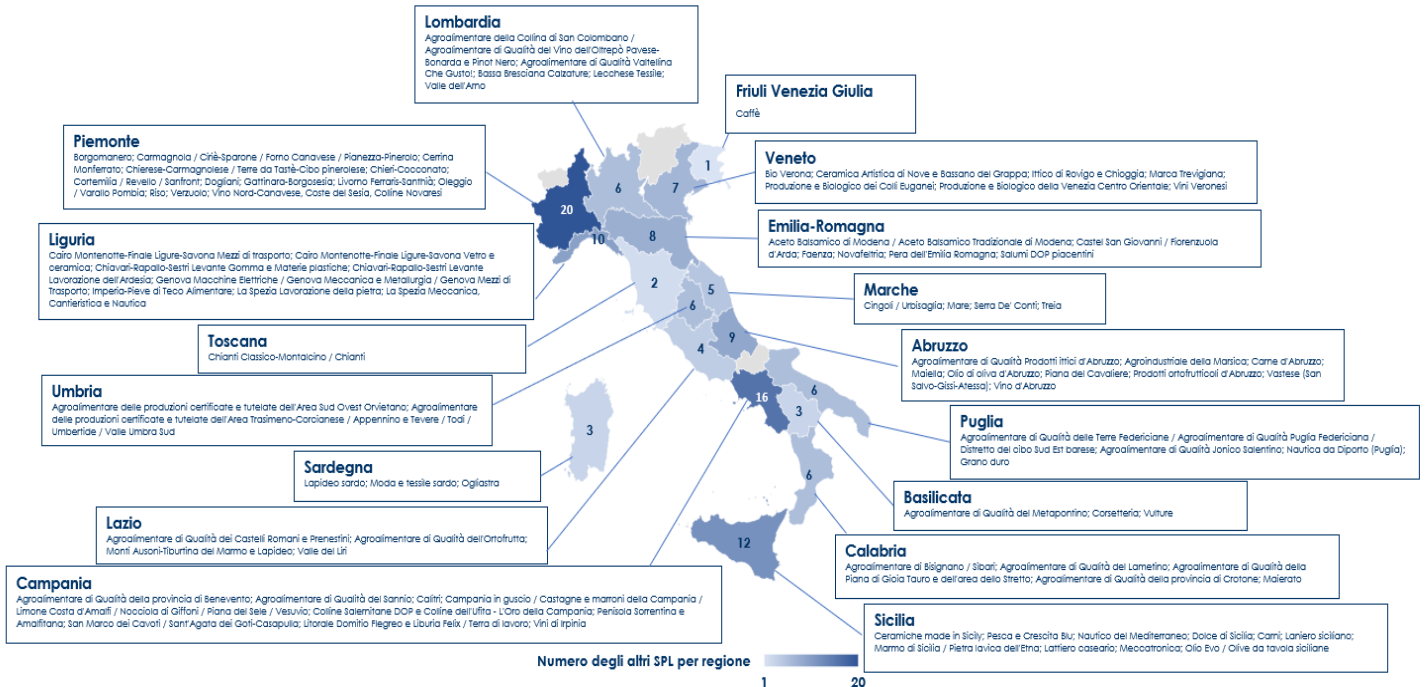 Lombardia
Agroalimentare della Collina di San Colombano /
Agroalimentare di Qualità del Vino dell'Oltrepò Pavese-
Bonarda e Pinot Nero; Agroalimentare di Qualità Valtellina
Che Gusto!; Bassa Bresciana Calzature; Lecchese Tessile;
Valle dell'Arno
Friuli Venezia Giulia
Caffè
Piemonte
Borgomanero; Carmagnola / Ciriè-Sparone / Forno Canavese / Pianezza-Pinerolo; Cerrina
Monferrato; Chierese-Carmagnolese / Terre da Tastè-Cibo pinerolese; Chieri-Cocconato;
Cortemilia / Revello / Sanfront; Dogliani; Gattinara-Borgosesia; Livorno Ferraris-Santhià; Oleggio
/ Varallo Pombia; Riso; Verzuolo; Vino Nord-Canavese, Coste del Sesia, Colline Novaresi
Veneto
Bio Verona; Ceramica Artistica di Nove e Bassano del Grappa; Ittico di Rovigo e Chioggia; Marca Trevigiana;
Produzione e Biologico dei Colli Euganei; Produzione e Biologico della Venezia Centro Orientale; Vini Veronesi
Liguria
Cairo Montenotte-Finale Ligure-Savona Mezzi di trasporto; Cairo Montenotte-Finale Ligure-Savona Vetro e
ceramica; Chiavari-Rapallo-Sestri Levante Gomma e Materie plastiche; Chiavari-Rapallo-Sestri Levante
Lavorazione dell'Ardesia; Genova Macchine Elettriche / Genova Meccanica e Metallurgia / Genova Mezzi di
Trasporto; Imperia-Pieve di Teco Alimentare; La Spezia Lavorazione della pietra; La Spezia Meccanica,
Cantieristica e Nautica
Emilia-Romagna
Aceto Balsamico di Modena / Aceto Balsamico Tradizionale di Modena; Castel San Giovanni / Fiorenzuola
d'Arda; Faenza; Novafeltria; Pera dell'Emilia Romagna; Salumi DOP piacentini
Marche
Cingoli / Urbisaglia; Mare; Serra De' Conti; Treia
Toscana
Chianti Classico-Montalcino / Chianti
Abruzzo
Agroalimentare di Qualità Prodotti ittici d'Abruzzo; Agroindustriale della Marsica; Carne d'Abruzzo;
Maiella; Olio di oliva d'Abruzzo; Piana del Cavaliere; Prodotti ortofrutticoli d'Abruzzo; Vastese (San
Salvo-Gissi-Atessa); Vino d'Abruzzo
Umbria
Agroalimentare delle produzioni certificate e tutelate dell'Area Sud Ovest Orvietano; Agroalimentare
delle produzioni certificate e tutelate dell'Area Trasimeno-Corcianese / Appennino e Tevere / Todi /
Umbertide / Valle Umbra Sud
Puglia
Agroalimentare di Qualità delle Terre Federiciane / Agroalimentare di Qualità Puglia Federiciana /
Distretto del cibo Sud Est barese; Agroalimentare di Qualità Jonico Salentino; Nautica da Diporto (Puglia);
Grano duro
Sardegna
Lapideo sardo; Moda e tessile sardo; Ogliastra
Basilicata
Agroalimentare di Qualità del Metapontino; Corsetteria; Vulture
Lazio
Agroalimentare di Qualità dei Castelli Romani e Prenestini; Agroalimentare di Qualità dell'Ortofrutta;
Monti Ausoni-Tiburtina del Marmo e Lapideo; Valle del Liri
Calabria
Agroalimentare di Bisignano / Sibari; Agroalimentare di Qualità del Lametino; Agroalimentare di Qualità della
Piana di Gioia Tauro e dell'area dello Stretto; Agroalimentare di Qualità della provincia di Crotone; Maierato
Campania
Agroalimentare di Qualità della provincia di Benevento; Agroalimentare di Qualità del Sannio; Calitri; Campania in guscio / Castagne e marroni della Campania /
Limone Costa d'Amalfi / Nocciola di Giffoni / Piana del Sele / Vesuvio; Colline Salernitane DOP e Colline dell'Ufita - L'Oro della Campania; Penisola Sorrentina e
Amalfitana; San Marco dei Cavoti / Sant'Agata dei Goti-Casapulla; Litorale Domitio Flegreo e Liburia Felix / Terra di lavoro; Vini di Irpinia
Sicilia
Ceramiche made in Sicily; Pesca e Crescita Blu; Nautico del Mediterraneo; Dolce di Sicilia; Carni; Laniero siciliano;
Marmo di Sicilia / Pietra lavica dell'Etna; Lattiero caseario; Meccatronica; Olio Evo / Olive da tavola siciliane
1
6
7
20
10
8
2
5
6
9
4
16
6
3
3
6
12
Numero degli altri SPL per regione
1
20